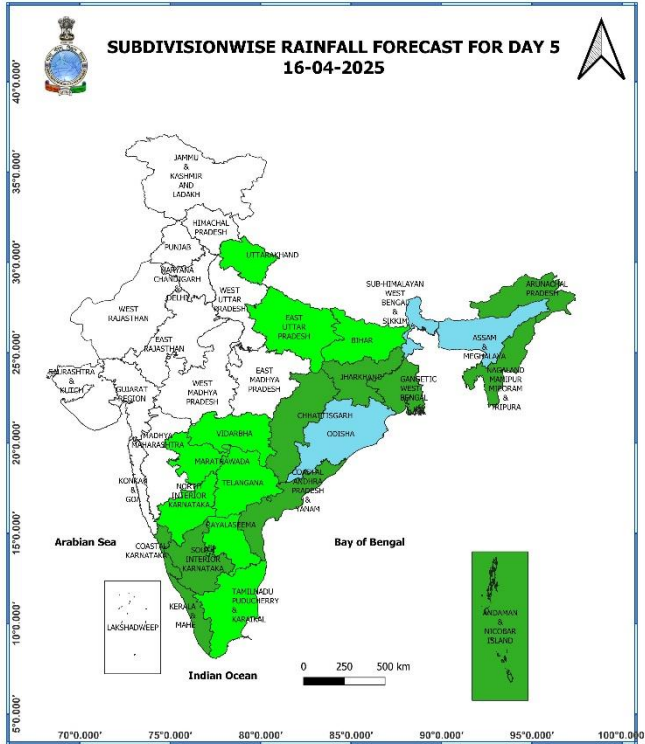 SUBDIVISIONWISE RAINFALL FORECAST FOR DAY 5
16-04-2025
40°0.000'
35°0.000'
30°0.000'
25°0.000'
20°0.000'
15°0.000'
10°0.000'
5°0.000'
JAMMU
&
KASHMIR
AND
LADAKH
HIMACHAL
PRADESH
PUNJAB
UTTARAKHAND
HARYANA
CHANDIGARH
&
DELHI
WEST
UTTAR
PRADESH
WEST
RAJASTHAN
EAST
RAJASTHAN
EAST
UTTAR
PRADESH
SUB-HIMALAYAN
WEST
BENGAL
&
SIKKIM
ARUNACHAL
PRADESH
BIHAR
ASSAM
&
MEGHALAYA
NAGALAND
MANIPUR
MIZORAM
&
TRIPURA
SAURASHTRA
&
KUTCH
GUJARAT
REGION
WEST
MADHYA
PRADESH
EAST
MADHYA
PRADESH
JHARKHAND
GANGETIC
WEST
BENGAL
CHHATTISGARH
ODISHA
MADHYA
MAHARASHTRA
VIDARBHA
MARATHWADA
KONKAN
&
GOA
NORTH
INTERIOR
KARNATAKA
TELANGANA
COASTAL
ANDHRA
PRADESH
&
YANAM
RAYALASEEMA
Arabian Sea
Bay of Bengal
COASTAL
KARNATAKA
SOUTH
INTERIOR
KARNATAKA
TAMILNADU
PUDUCHERRY
&
KARAIKAL
KERALA
&
MAHE
LAKSHADWEEP
ANDAMAN
&
NICOBAR
ISLAND
Indian Ocean
0 250 500 km
70°0.000' 75°0.000' 80°0.000' 85°0.000' 90°0.000' 95°0.000' 100°0.000'